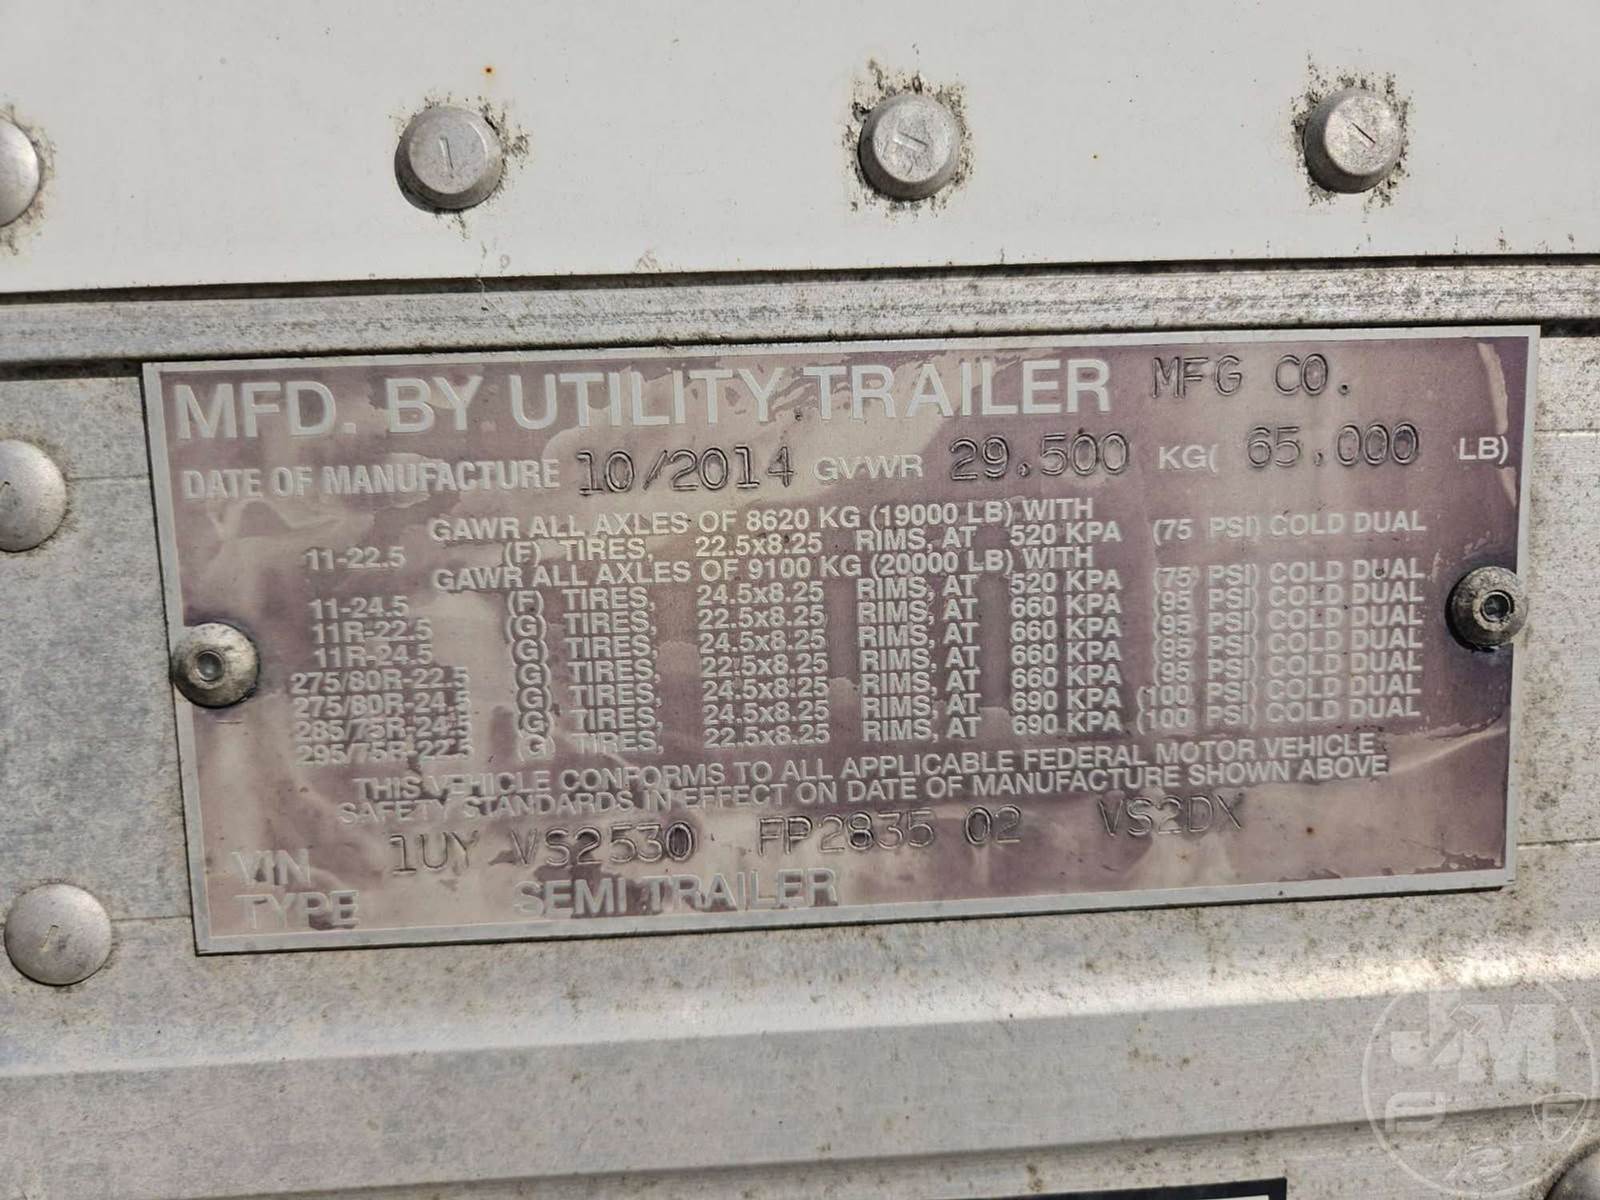 MFD. BY UTILITY TRAILER MFG CO.
DATE OF MANUFACTURE 10/2014 GVWR 29.500 KG( 65.000 LB)
GAWR ALL AXLES OF 8620 KG (19000 LB) WITH
11-22.5 (F) TIRES, 22.5x8.25 RIMS, AT 520 KPA (75 PSI) COLD DUAL
GAWR ALL AXLES OF 9100 KG (20000 LB) WITH
11-24.5 (F) TIRES, 24.5x8.25 RIMS, AT 520 KPA (75 PSI) COLD DUAL
11R-22.5 (G) TIRES, 22.5x8.25 RIMS, AT 660 KPA (95 PSI) COLD DUAL
11R-24.5 (G) TIRES, 24.5x8.25 RIMS, AT 660 KPA (95 PSI) COLD DUAL
275/80R-22.5 (G) TIRES, 22.5x8.25 RIMS, AT 660 KPA (95 PSI) COLD DUAL
275/80R-24.5 (G) TIRES, 24.5x8.25 RIMS, AT 660 KPA (95 PSI) COLD DUAL
285/75R-24.5 (G) TIRES, 24.5x8.25 RIMS, AT 690 KPA (100 PSI) COLD DUAL
295/75R-22.5 (G) TIRES, 22.5x8.25 RIMS, AT 690 KPA (100 PSI) COLD DUAL
THIS VEHICLE CONFORMS TO ALL APPLICABLE FEDERAL MOTOR VEHICLE
SAFETY STANDARDS IN EFFECT ON DATE OF MANUFACTURE SHOWN ABOVE
VIN 1UY VS2530 FP2835 02 VS2DX
TYPE SEMI TRAILER
J&M